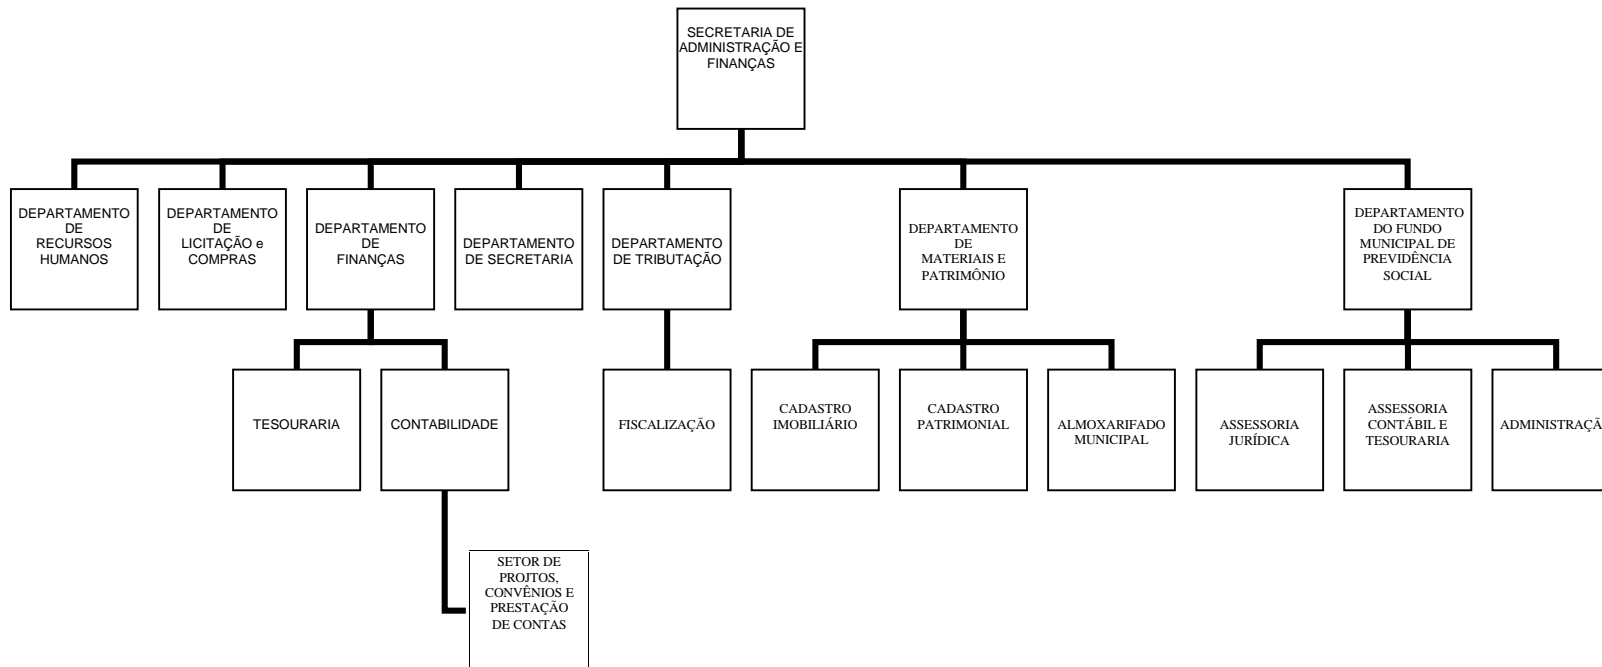 SECRETARIA DE
ADMINISTRAÇÃO E
FINANÇAS
DEPARTAMENTO
DE
RECURSOS
HUMANOS
DEPARTAMENTO
DE
LICITAÇÃO e
COMPRAS
DEPARTAMENTO
DE
FINANÇAS
DEPARTAMENTO
DE SECRETARIA
DEPARTAMENTO
DE TRIBUTAÇÃO
DEPARTAMENTO
DE
MATERIAIS E
PATRIMÔNIO
DEPARTAMENTO
DO FUNDO
MUNICIPAL DE
PREVIDÊNCIA
SOCIAL
TESOURARIA
CONTABILIDADE
FISCALIZAÇÃO
CADASTRO
IMOBILIÁRIO
CADASTRO
PATRIMONIAL
ALMOXARIFADO
MUNICIPAL
ASSESSORIA
JURÍDICA
ASSESSORIA
CONTÁBIL E
TESOURARIA
ADMINISTRAÇÃ
SETOR DE
PROJTOS,
CONVÊNIOS E
PRESTAÇÃO
DE CONTAS